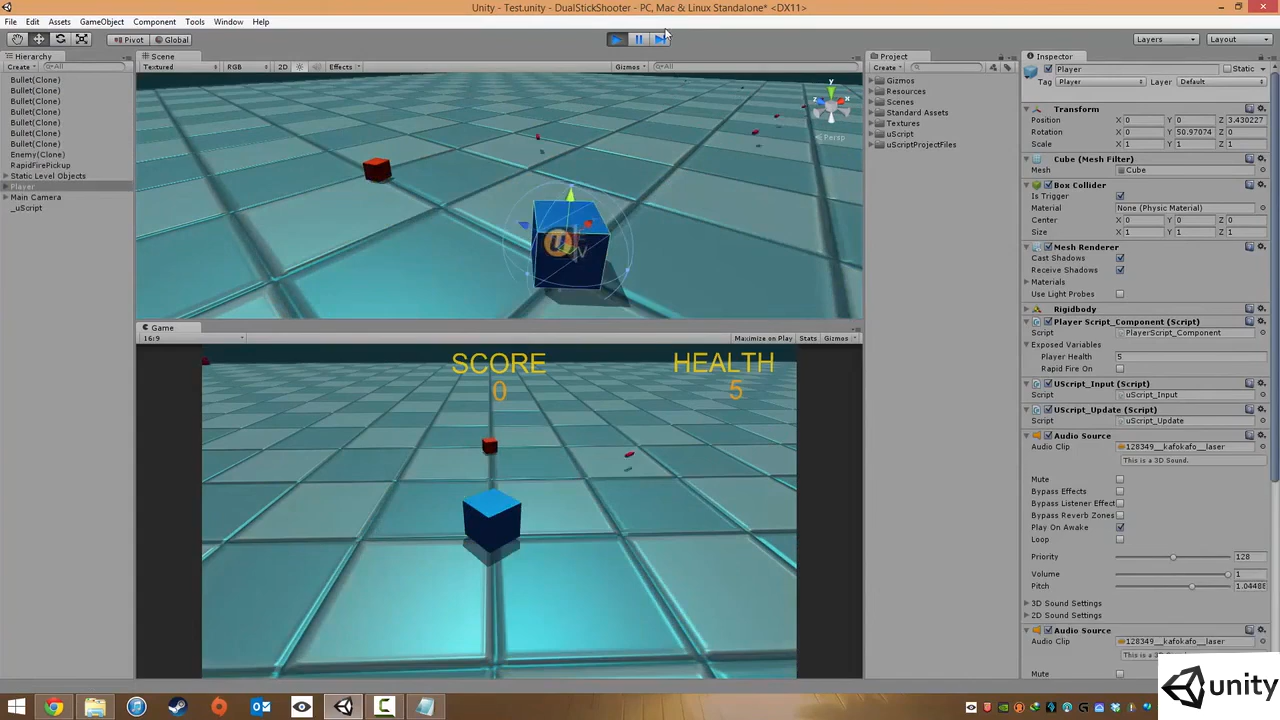 Unity - Test.unity - DualStickShooter - PC, Mac & Linux Standalone* <DX11>
File Edit Assets GameObject Component Tools Window Help
Pivot Global Layers Layout
Hierarchy
Create All
Bullet(Clone)
Bullet(Clone)
Bullet(Clone)
Bullet(Clone)
Bullet(Clone)
Bullet(Clone)
Bullet(Clone)
Enemy(Clone)
RapidFirePickup
Static Level Objects
Player
Main Camera
_uScript
Scene
Textured RGB 2D Effects Gizmos All
y
z x
Persp
Game
16:9 Maximize on Play Stats Gizmos
SCORE HEALTH
0 5
Project
Create
Gizmos
Resources
Scenes
Standard Assets
Textures
uScript
uScriptProjectFiles
Inspector
Player Static
Tag Player Layer Default
Transform
Position X 0 Y 0 Z 3.430227
Rotation X 0 Y 50.97074 Z 0
Scale X 1 Y 1 Z 1
Cube (Mesh Filter)
Mesh Cube
Box Collider
Is Trigger
Material None (Physic Material)
Center X 0 Y 0 Z 0
Size X 1 Y 1 Z 1
Mesh Renderer
Cast Shadows
Receive Shadows
Materials
Use Light Probes
Rigidbody
Player Script_Component (Script)
Script PlayerScript_Component
Exposed Variables
Player Health 5
Rapid Fire On
UScript_Input (Script)
Script uScript_Input
UScript_Update (Script)
Script uScript_Update
Audio Source
Audio Clip 128349__kafokafo__laser
This is a 3D Sound.
Mute
Bypass Effects
Bypass Listener Effect
Bypass Reverb Zones
Play On Awake
Loop
Priority 128
Volume 1
Pitch 1.04488
3D Sound Settings
2D Sound Settings
Audio Source
Audio Clip 128349__kafokafo__laser
Mute
unity